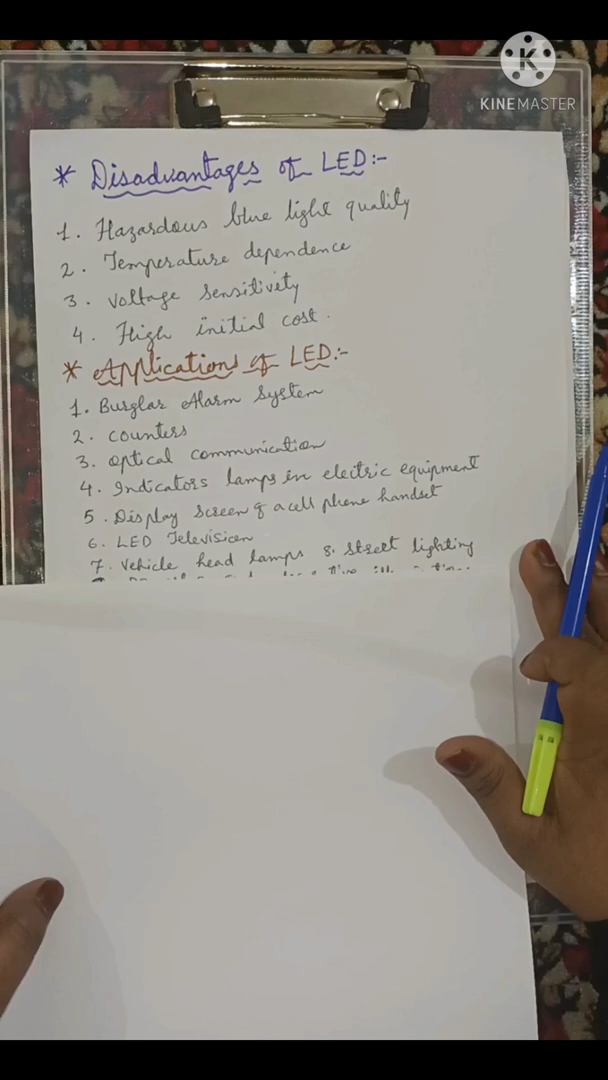 K
KINEMASTER
* Disadvantages of LED:-
1. Hazardous blue light quality
2. Temperature dependence
3. Voltage Sensitivity
4. High initial cost.
* Applications of LED:-
1. Burglar Alarm System
2. Counters
3. Optical communication
4. Indicators lamps in electric equipment
5. Display Screen of a cell phone handset
6. LED Television
7. Vehicle head lamps & street lighting